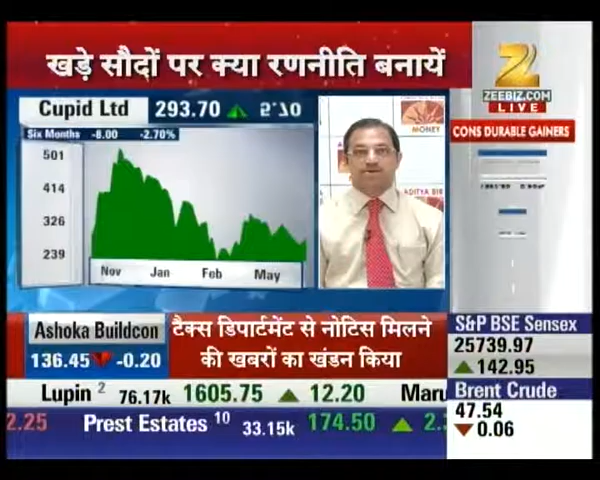 खड़े सौदों पर क्या रणनीति बनायें
ZEEBIZ.COM
LIVE
Cupid Ltd 293.70
Six Months -8.00 -2.70%
501
414
326
239
Nov Jan Feb May
MONEY
ADITYA BIR
CONS DURABLE GAINERS
Ashoka Buildcon
136.45 -0.20
टैक्स डिपार्टमेंट से नोटिस मिलने
की खबरों का खंडन किया
S&P BSE Sensex
25739.97
142.95
Lupin 2 76.17k 1605.75 12.20 Maru
Brent Crude
47.54
0.06
2.25 Prest Estates 10 33.15k 174.50 2.